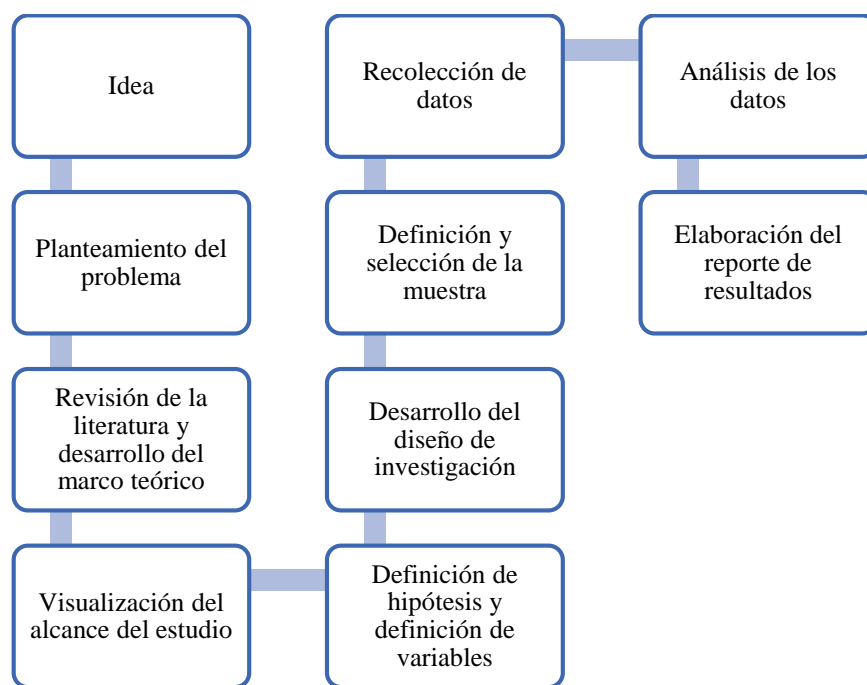 Idea
Planteamiento del
problema
Revisión de la
literatura y
desarrollo del
marco teórico
Visualización del
alcance del estudio
Definición de
hipótesis y
definición de
variables
Desarrollo del
diseño de
investigación
Definición y
selección de la
muestra
Recolección de
datos
Análisis de los
datos
Elaboración del
reporte de
resultados